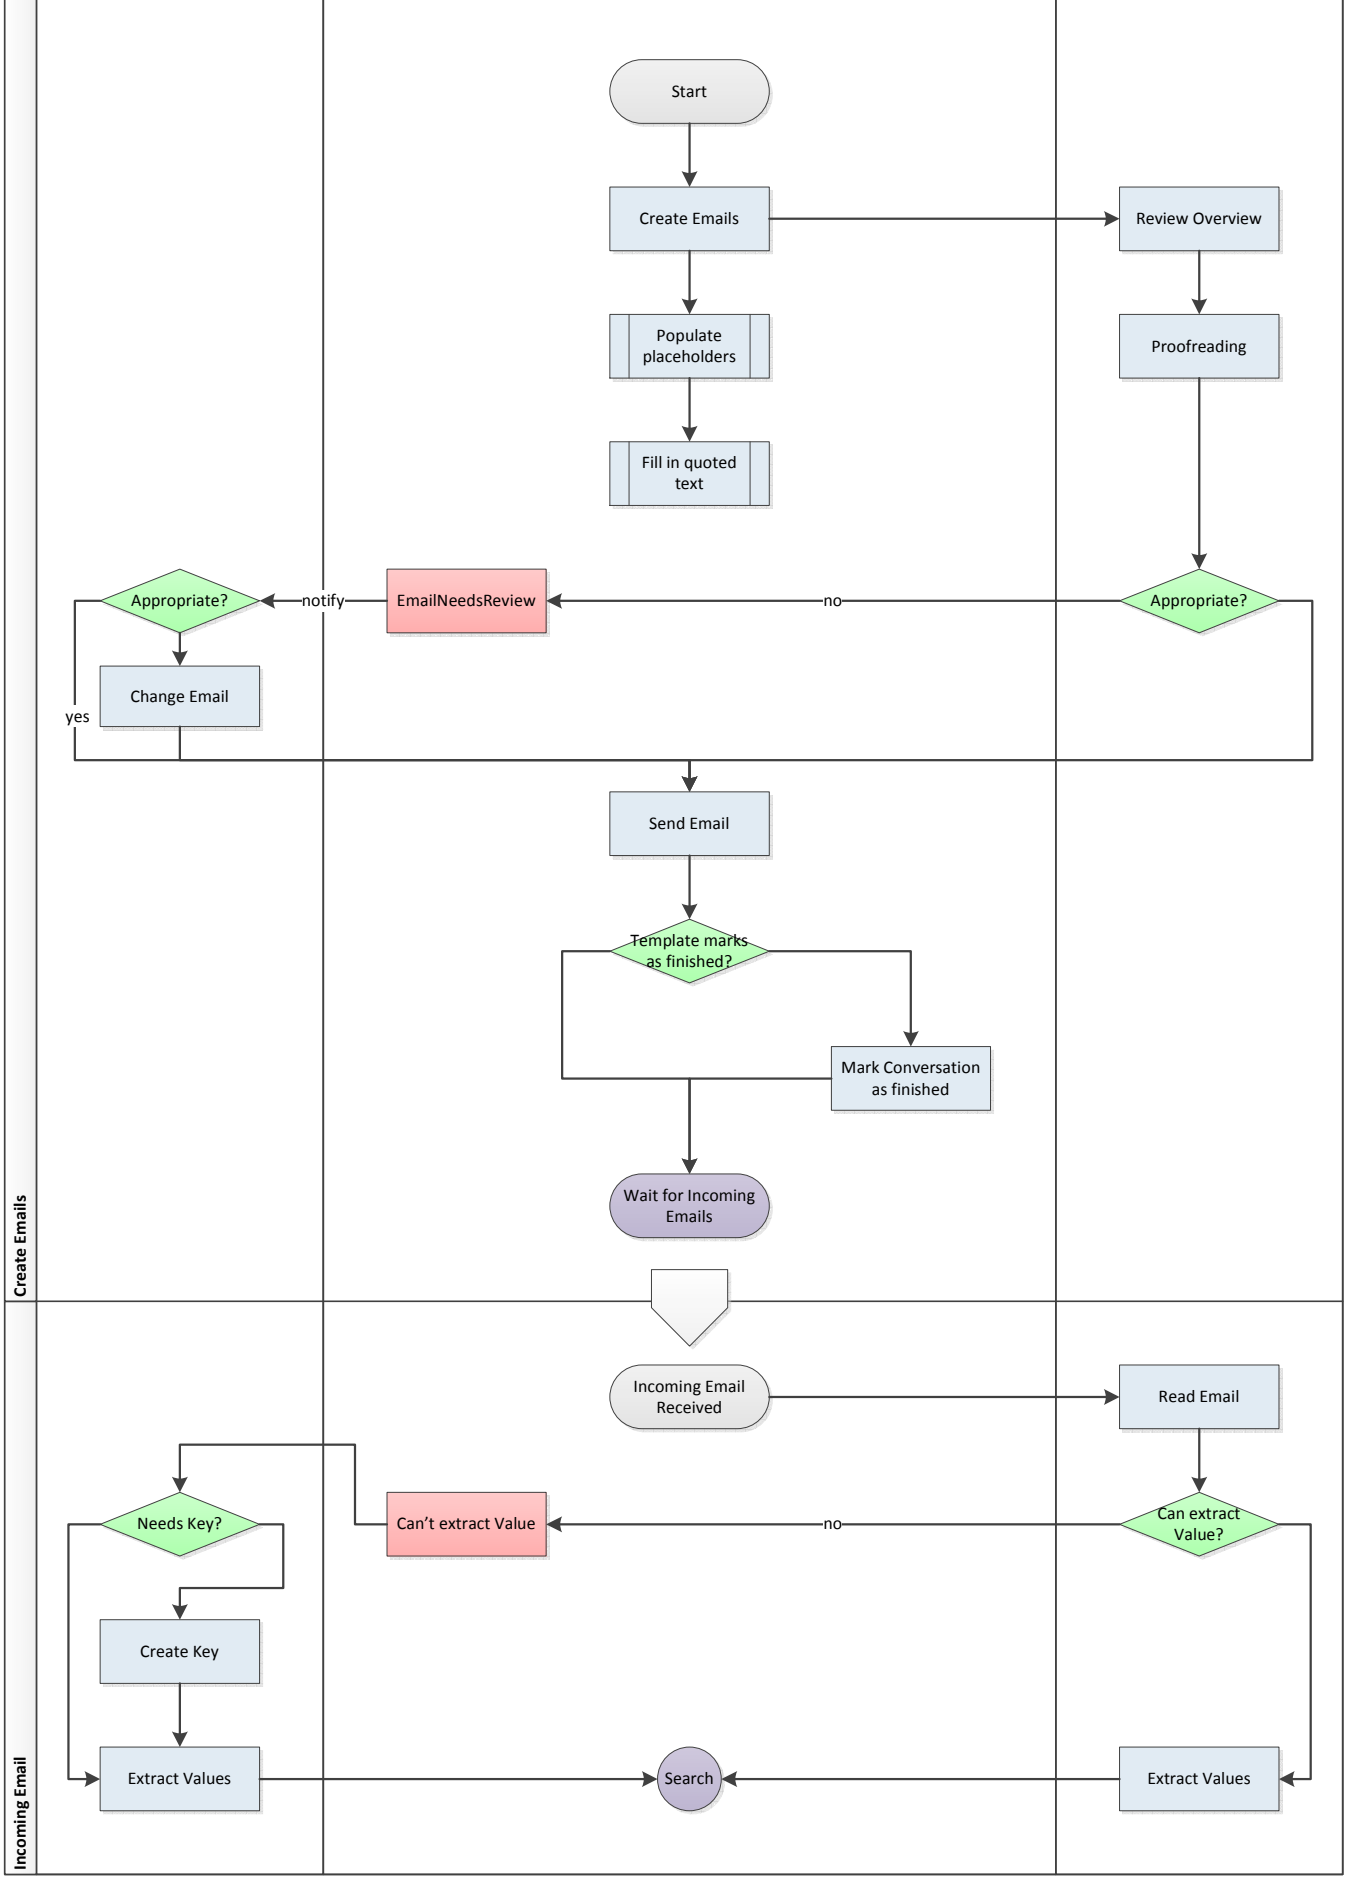 Start
Create Emails
Review Overview
Populate
placeholders
Proofreading
Fill in quoted
text
Appropriate?
notify
EmailNeedsReview
no
Appropriate?
Change Email
yes
Send Email
Template marks
as finished?
Mark Conversation
as finished
Wait for Incoming
Emails
Create Emails
Incoming Email
Received
Read Email
Needs Key?
Can't extract Value
no
Can extract
Value?
Create Key
Extract Values
Search
Extract Values
Incoming Email